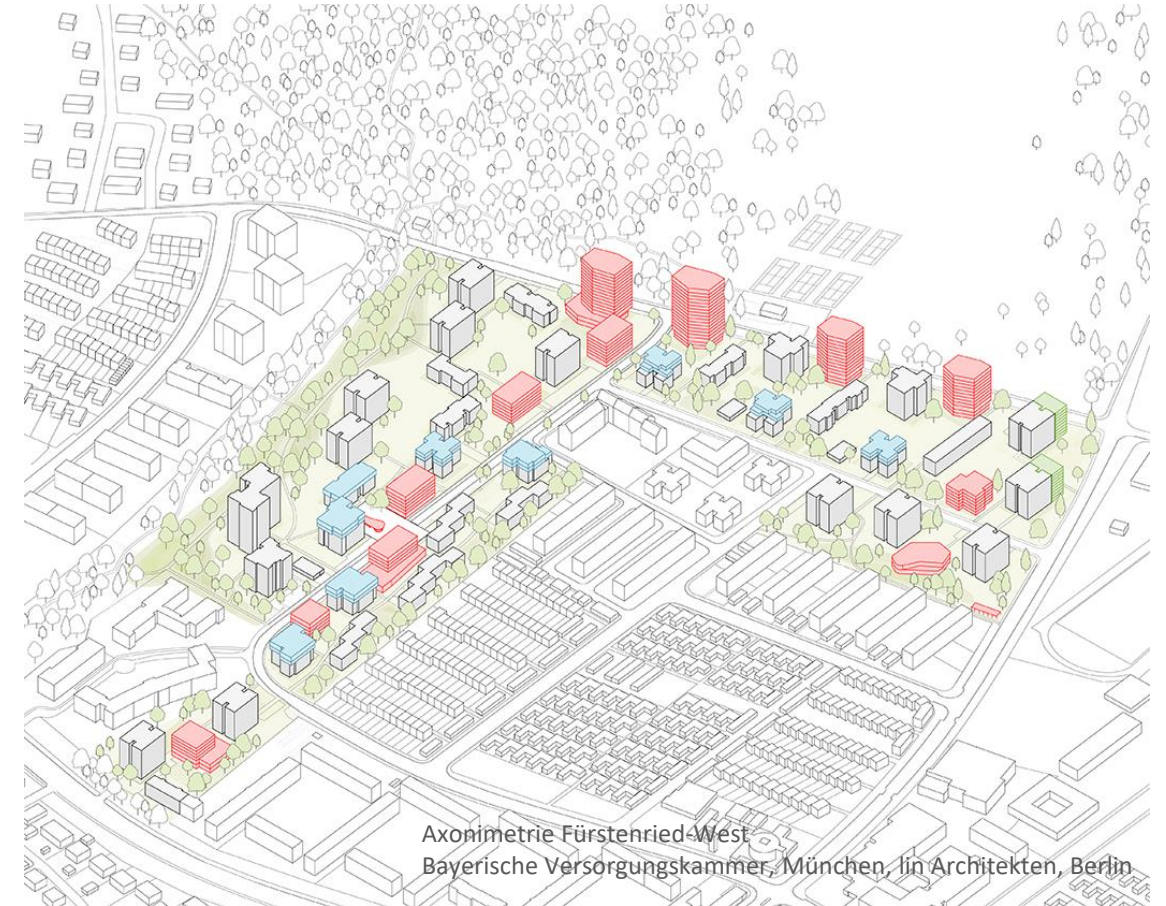 Axonimetrie Fürstenried-West
Bayerische Versorgungskammer, München, lin Architekten, Berlin